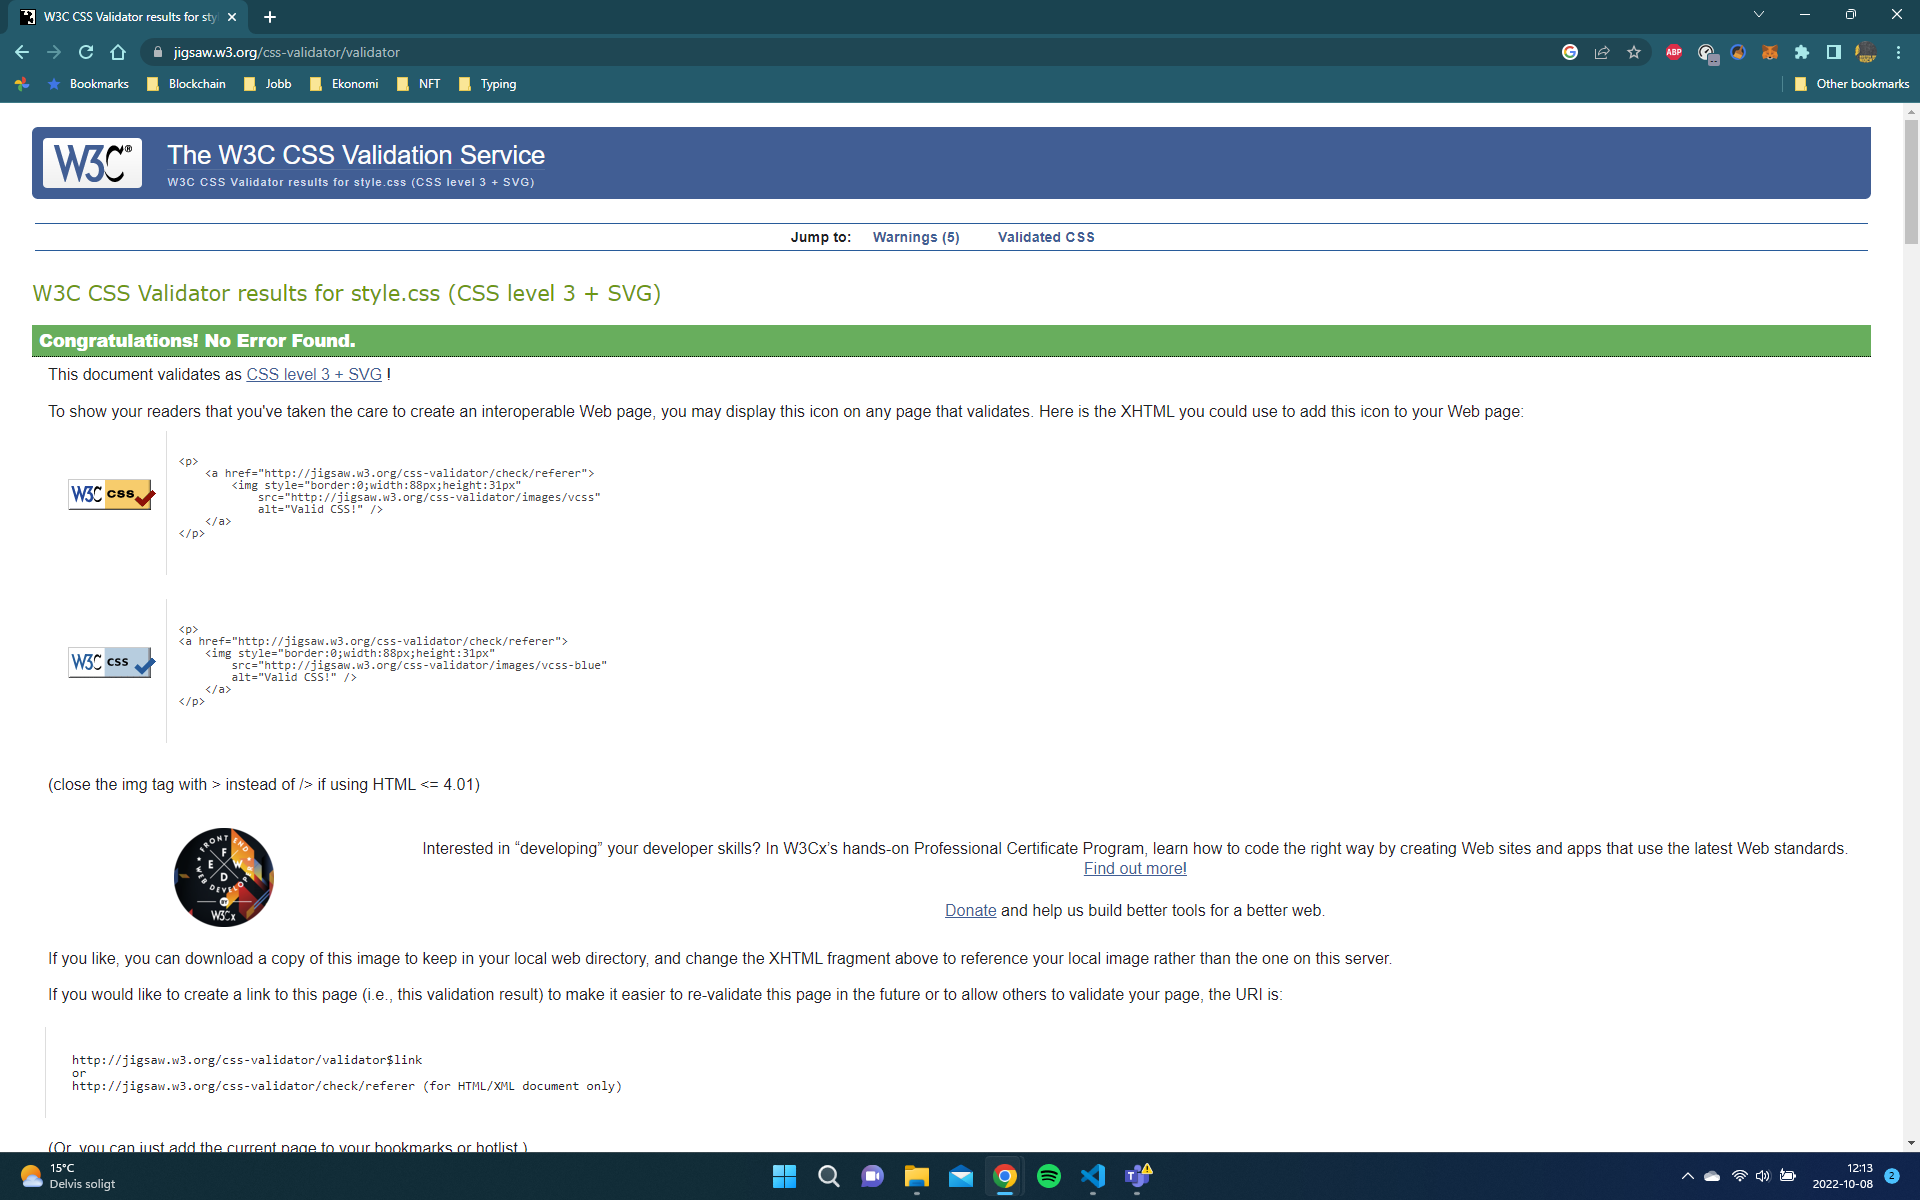 W3C CSS Validator results for sty
jigsaw.w3.org/css-validator/validator
ABP
Bookmarks
Blockchain
Jobb
Ekonomi
NFT
Typing
Other bookmarks
W3C®
The W3C CSS Validation Service
W3C CSS Validator results for style.css (CSS level 3 + SVG)
Jump to: Warnings (5) Validated CSS
W3C CSS Validator results for style.css (CSS level 3 + SVG)
Congratulations! No Error Found.
This document validates as CSS level 3 + SVG !
To show your readers that you've taken the care to create an interoperable Web page, you may display this icon on any page that validates. Here is the XHTML you could use to add this icon to your Web page:
W3C css
<p>
<a href="http://jigsaw.w3.org/css-validator/check/referer">
<img style="border:0;width:88px;height:31px"
src="http://jigsaw.w3.org/css-validator/images/vcss"
alt="Valid CSS!" />
</a>
</p>
W3C css
<p>
<a href="http://jigsaw.w3.org/css-validator/check/referer">
<img style="border:0;width:88px;height:31px"
src="http://jigsaw.w3.org/css-validator/images/vcss-blue"
alt="Valid CSS!" />
</a>
</p>
(close the img tag with > instead of /> if using HTML <= 4.01)
FRONT END
F
E W
D
WEB DEVELOPER
BY
W3Cx
Interested in “developing” your developer skills? In W3Cx’s hands-on Professional Certificate Program, learn how to code the right way by creating Web sites and apps that use the latest Web standards.
Find out more!
Donate and help us build better tools for a better web.
If you like, you can download a copy of this image to keep in your local web directory, and change the XHTML fragment above to reference your local image rather than the one on this server.
If you would like to create a link to this page (i.e., this validation result) to make it easier to re-validate this page in the future or to allow others to validate your page, the URI is:
http://jigsaw.w3.org/css-validator/validator$link
or
http://jigsaw.w3.org/css-validator/check/referer (for HTML/XML document only)
(Or, you can just add the current page to your bookmarks or hotlist.)
15°C
Delvis soligt
12:13
2022-10-08
2